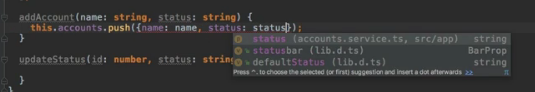 addAccount(name: string, status: string) {
this.accounts.push({name: name, status: status});
}
status (accounts.service.ts, src/app) string
statusbar (lib.d.ts) BarProp
updateStatus(id: number, status: string
defaultStatus (lib.d.ts) string
Press ^. to choose the selected (or first) suggestion and insert a dot afterwards >> π
}